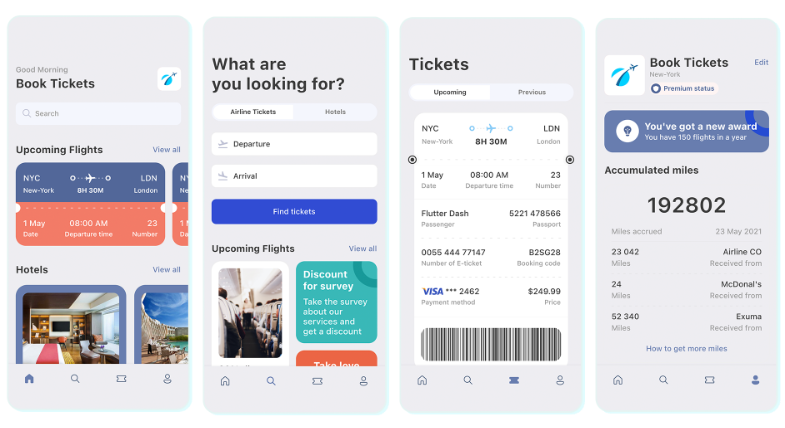 Good Morning
Book Tickets
Search
Upcoming Flights View all
NYC LDN
New-York 8H 30M London
1 May 08:00 AM 23
Date Departure time Number
Hotels View all
What are
you looking for?
Airline Tickets Hotels
Departure
Arrival
Find tickets
Upcoming Flights View all
Discount
for survey
Take the survey
about our
services and
get a discount
Take love
Tickets
Upcoming Previous
NYC LDN
New-York 8H 30M London
1 May 08:00 AM 23
Date Departure time Number
Flutter Dash 5221 478566
Passenger Passport
0055 444 77147 B2SG28
Number of E-ticket Booking code
VISA *** 2462 $249.99
Payment method Price
Book Tickets Edit
New-York
Premium status
You've got a new award
You have 150 flights in a year
Accumulated miles
192802
Miles accrued 23 May 2021
23 042 Airline CO
Miles Received from
24 McDonal's
Miles Received from
52 340 Exuma
Miles Received from
How to get more miles